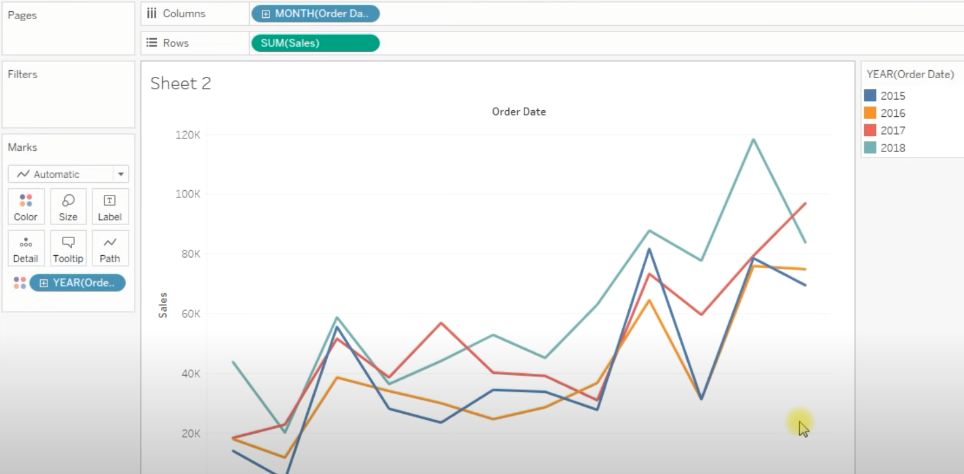 Pages
Columns
MONTH(Order Da..
Rows
SUM(Sales)
Filters
Marks
Automatic
Color
Size
Label
Detail
Tooltip
Path
YEAR(Orde..
Sheet 2
Order Date
120K
100K
80K
60K
40K
20K
Sales
YEAR(Order Date)
2015
2016
2017
2018